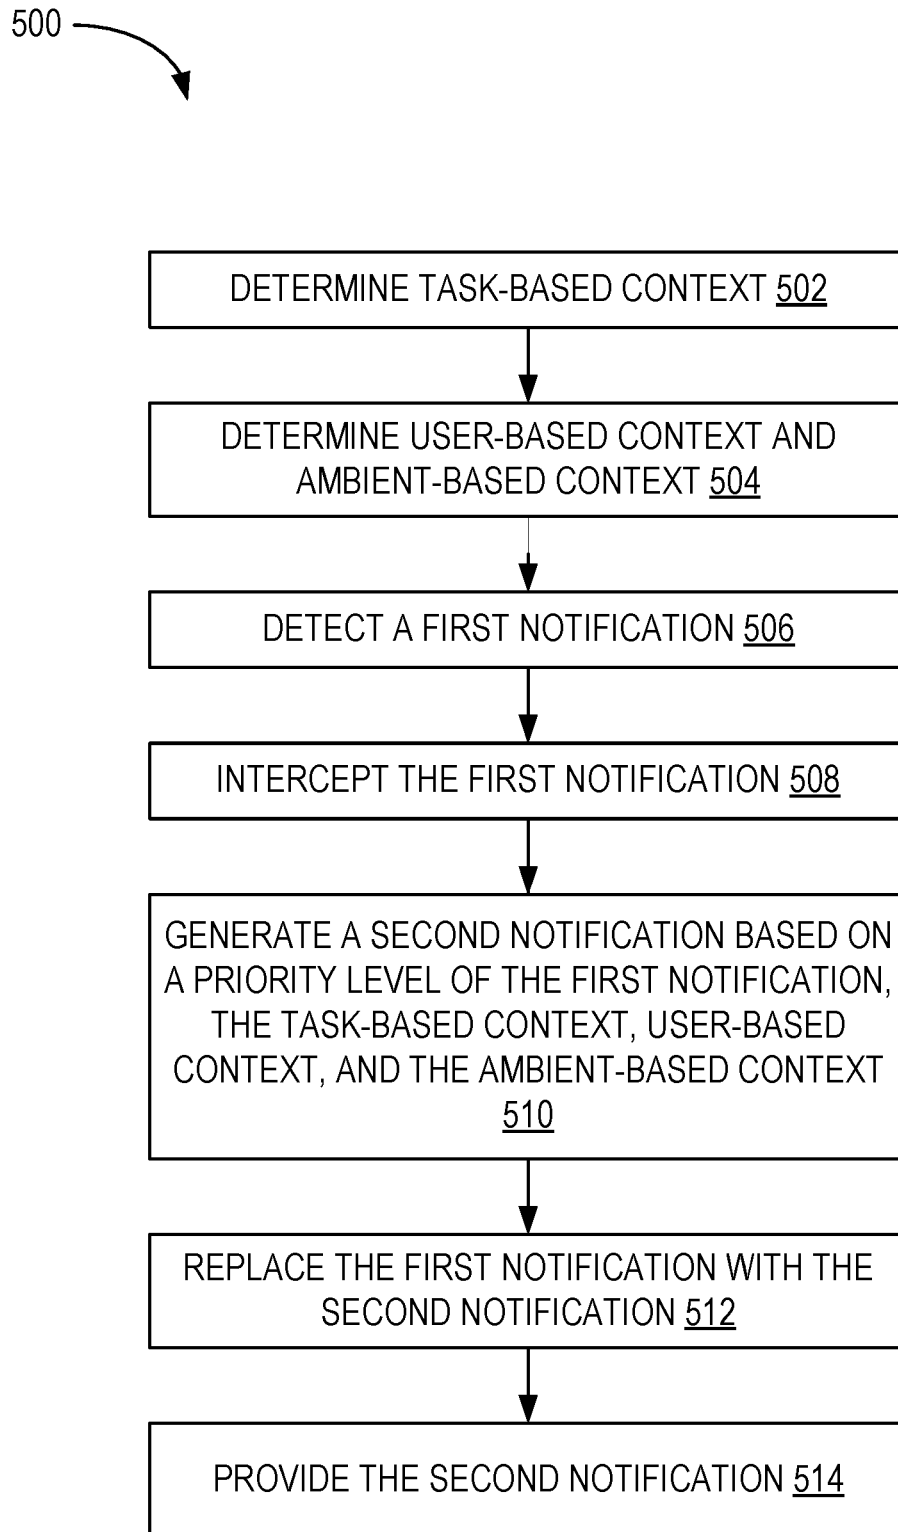 500
DETERMINE TASK-BASED CONTEXT 502
DETERMINE USER-BASED CONTEXT AND
AMBIENT-BASED CONTEXT 504
DETECT A FIRST NOTIFICATION 506
INTERCEPT THE FIRST NOTIFICATION 508
GENERATE A SECOND NOTIFICATION BASED ON
A PRIORITY LEVEL OF THE FIRST NOTIFICATION,
THE TASK-BASED CONTEXT, USER-BASED
CONTEXT, AND THE AMBIENT-BASED CONTEXT
510
REPLACE THE FIRST NOTIFICATION WITH THE
SECOND NOTIFICATION 512
PROVIDE THE SECOND NOTIFICATION 514